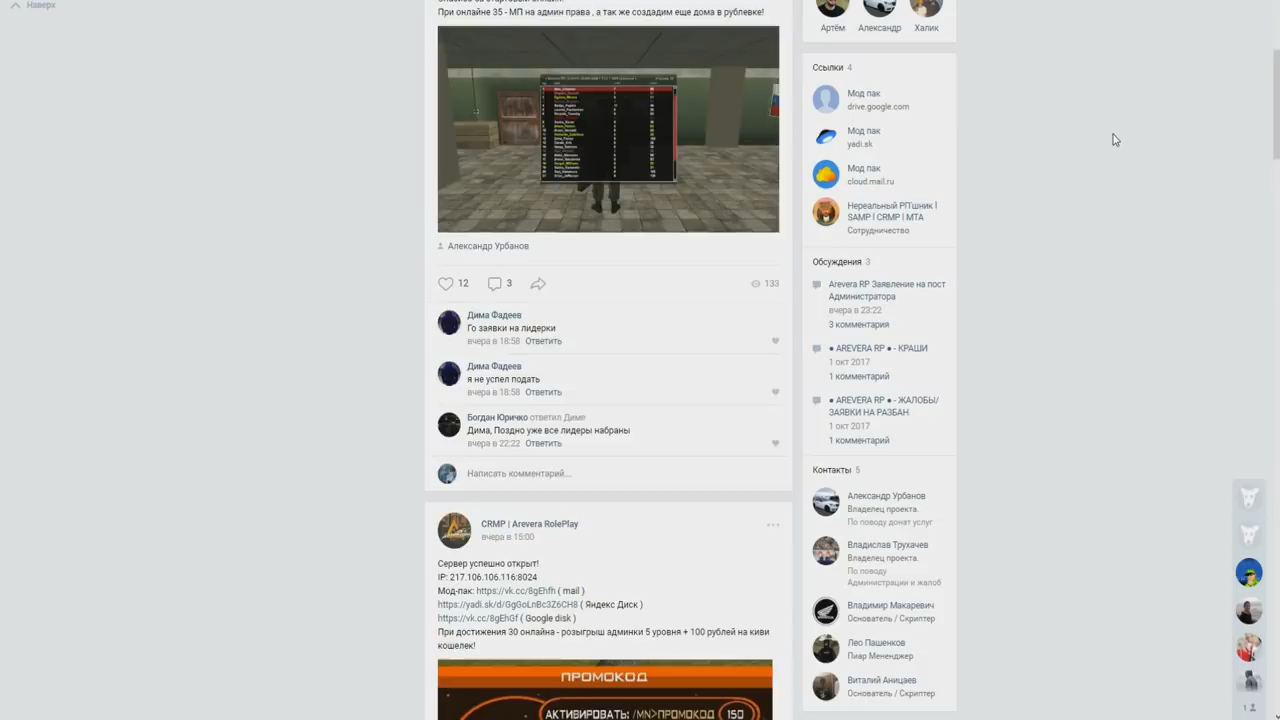 Наверх
При онлайне 35 - МП на админ права , а так же создадим еще дома в рублевке!
Александр Урбанов
12
3
133
Дима Фадеев
Го заявки на лидерки
вчера в 18:58 Ответить
Дима Фадеев
я не успел подать
вчера в 18:58 Ответить
Богдан Юричко ответил Диме
Дима, Поздно уже все лидеры набраны
вчера в 22:22 Ответить
Написать комментарий...
CRMP | Arevera RolePlay
вчера в 15:00
Сервер успешно открыт!
IP: 217.106.106.116:8024
Мод-пак: https://vk.cc/8gEhfh ( mail )
https://yadi.sk/d/GgGoLnBc3Z6CH8 ( Яндекс Диск )
https://vk.cc/8gEhGf ( Google disk )
При достижения 30 онлайна - розыгрыш админки 5 уровня + 100 рублей на киви
кошелек!
ПРОМОКОД
АКТИВИРОВАТЬ: /MN>ПРОМОКОД
150
Артём
Александр
Халик
Ссылки 4
Мод пак
drive.google.com
Мод пак
yadi.sk
Мод пак
cloud.mail.ru
Нереальный РП'шник |
SAMP | CRMP | MTA
Сотрудничество
Обсуждения 3
Arevera RP Заявление на пост
Администратора
вчера в 23:22
3 комментария
● AREVERA RP ● - КРАШИ
1 окт 2017
1 комментарий
● AREVERA RP ● - ЖАЛОБЫ/
ЗАЯВКИ НА РАЗБАН
1 окт 2017
1 комментарий
Контакты 5
Александр Урбанов
Владелец проекта.
По поводу донат услуг
Владислав Трухачев
Владелец проекта.
По поводу
Администрации и жалоб
Владимир Макаревич
Основатель / Скриптер
Лео Пашенков
Пиар Менеnджер
Виталий Аницаев
Основатель / Скриптер
1